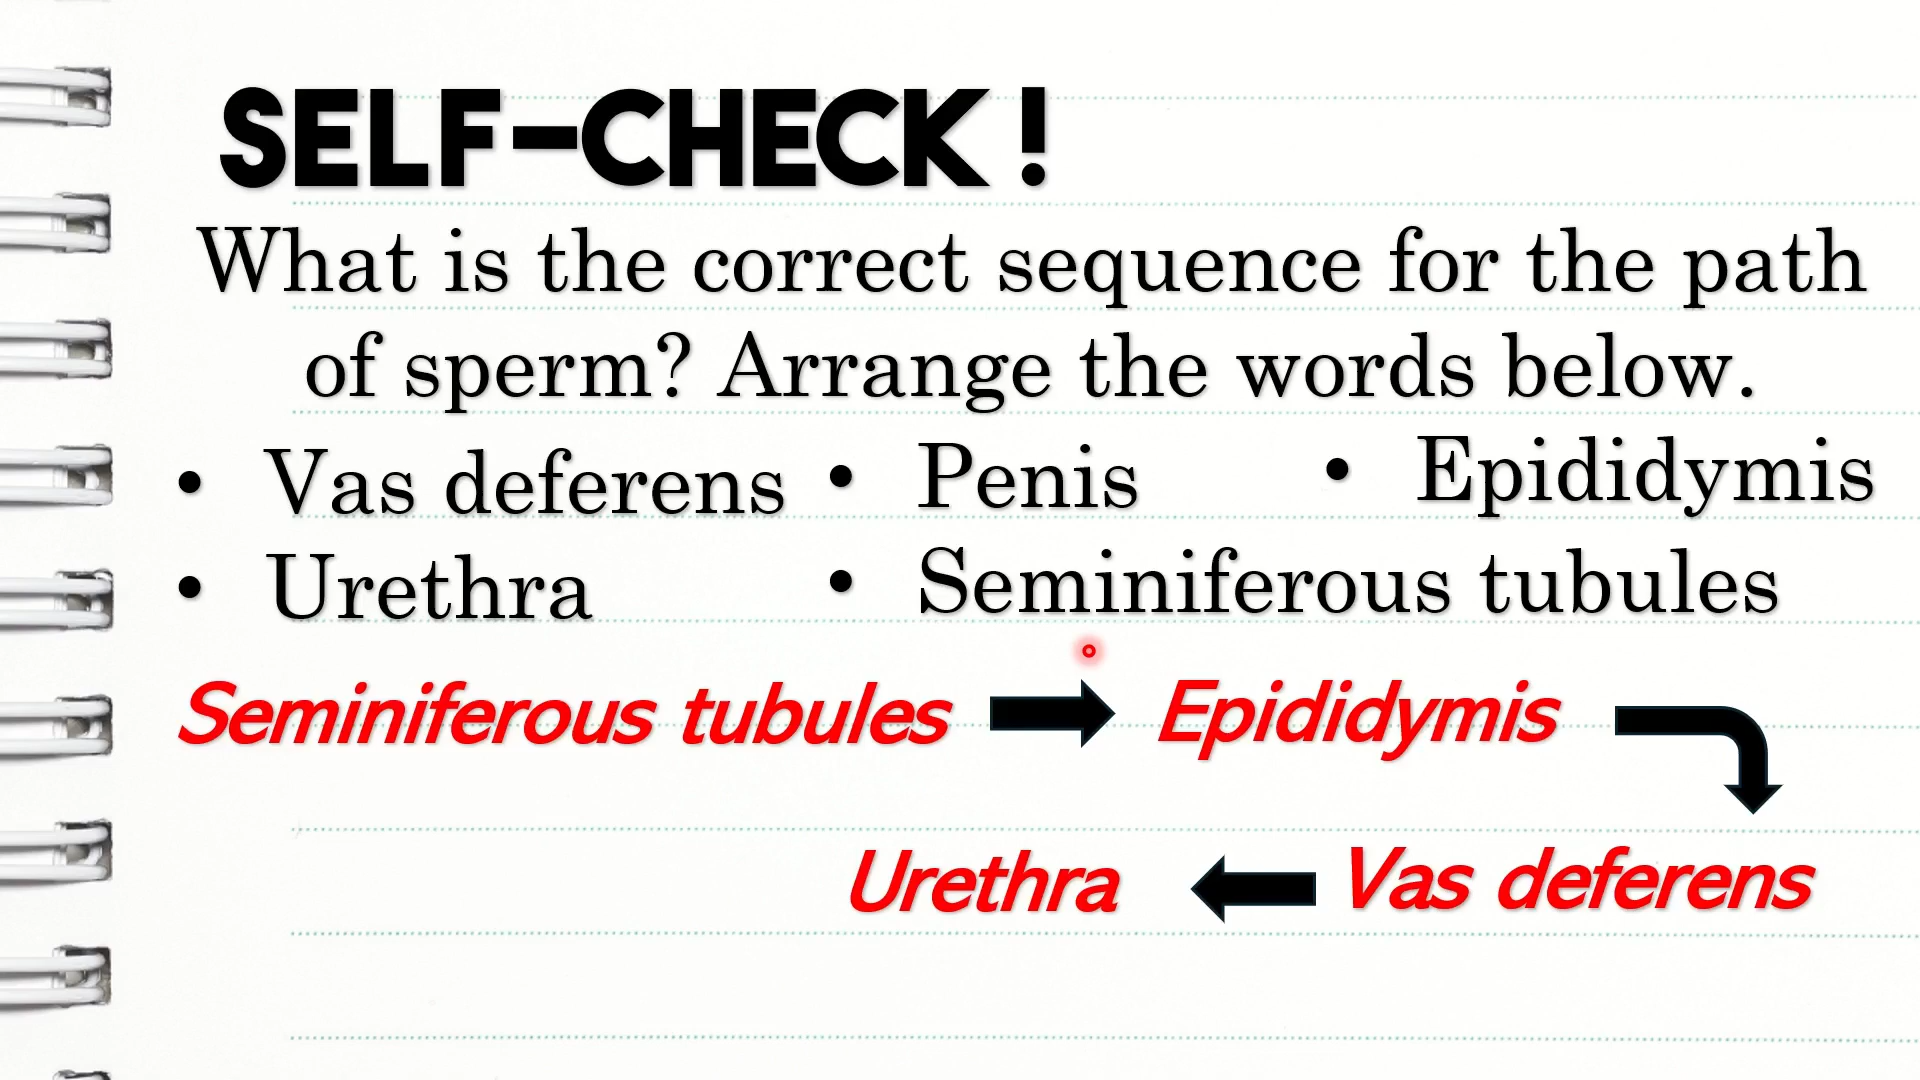 SELF-CHECK!
What is the correct sequence for the path
of sperm? Arrange the words below.
• Vas deferens • Penis • Epididymis
• Urethra • Seminiferous tubules
Seminiferous tubules Epididymis
Urethra Vas deferens